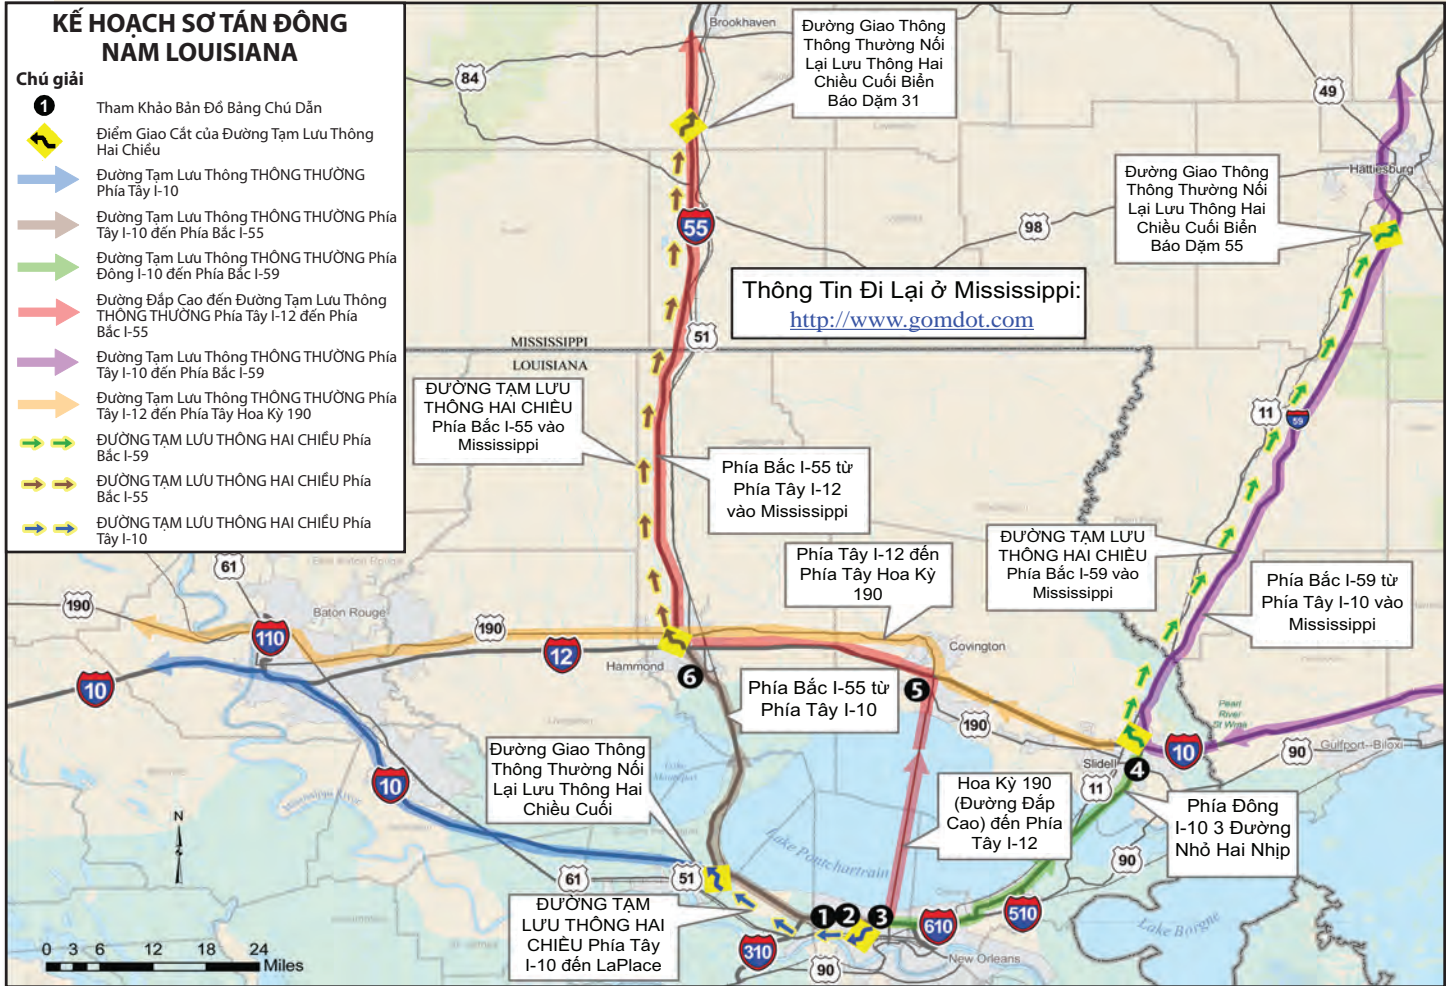 KẾ HOẠCH SƠ TÁN ĐÔNG
NAM LOUISIANA
Chú giải
1
Tham Khảo Bản Đồ Bảng Chú Dẫn
Điểm Giao Cắt của Đường Tạm Lưu Thông
Hai Chiều
Đường Tạm Lưu Thông THÔNG THƯỜNG
Phía Tây I-10
Đường Tạm Lưu Thông THÔNG THƯỜNG Phía
Tây I-10 đến Phía Bắc I-55
Đường Tạm Lưu Thông THÔNG THƯỜNG Phía
Đông I-10 đến Phía Bắc I-59
Đường Đắp Cao đến Đường Tạm Lưu Thông
THÔNG THƯỜNG Phía Tây I-12 đến Phía
Bắc I-55
Đường Tạm Lưu Thông THÔNG THƯỜNG Phía
Tây I-10 đến Phía Bắc I-59
Đường Tạm Lưu Thông THÔNG THƯỜNG Phía
Tây I-12 đến Phía Tây Hoa Kỳ 190
ĐƯỜNG TẠM LƯU THÔNG HAI CHIỀU Phía
Bắc I-59
ĐƯỜNG TẠM LƯU THÔNG HAI CHIỀU Phía
Bắc I-55
ĐƯỜNG TẠM LƯU THÔNG HAI CHIỀU Phía
Tây I-10
Brookhaven
84
Đường Giao Thông
Thông Thường Nối
Lại Lưu Thông Hai
Chiều Cuối Biển
Báo Dặm 31
49
Hattiesburg
Đường Giao Thông
Thông Thường Nối
Lại Lưu Thông Hai
Chiều Cuối Biển
Báo Dặm 55
55
98
Thông Tin Đi Lại ở Mississippi:
http://www.gomdot.com
51
MISSISSIPPI
LOUISIANA
ĐƯỜNG TẠM LƯU
THÔNG HAI CHIỀU
Phía Bắc I-55 vào
Mississippi
11
59
Phía Bắc I-55 từ
Phía Tây I-12
vào Mississippi
ĐƯỜNG TẠM LƯU
THÔNG HAI CHIỀU
Phía Bắc I-59 vào
Mississippi
Phía Tây I-12 đến
Phía Tây Hoa Kỳ
190
Phía Bắc I-59 từ
Phía Tây I-10 vào
Mississippi
61
190
Baton Rouge
110
190
12
Hammond
6
Covington
5
10
Phía Bắc I-55 từ
Phía Tây I-10
190
Pearl
River
St Wma
10
90
Gulfport--Biloxi
Slidell
4
11
Đường Giao Thông
Thông Thường Nối
Lại Lưu Thông Hai
Chiều Cuối
10
Mississippi River
Lake
Maurepas
Hoa Kỳ 190
(Đường Đắp
Cao) đến Phía
Tây I-12
Phía Đông
I-10 3 Đường
Nhỏ Hai Nhịp
N
Lake Pontchartrain
90
61
51
ĐƯỜNG TẠM
LƯU THÔNG HAI
CHIỀU Phía Tây
I-10 đến LaPlace
1
2
3
610
510
Lake Borgne
310
90
New Orleans
0 3 6 12 18 24
Miles